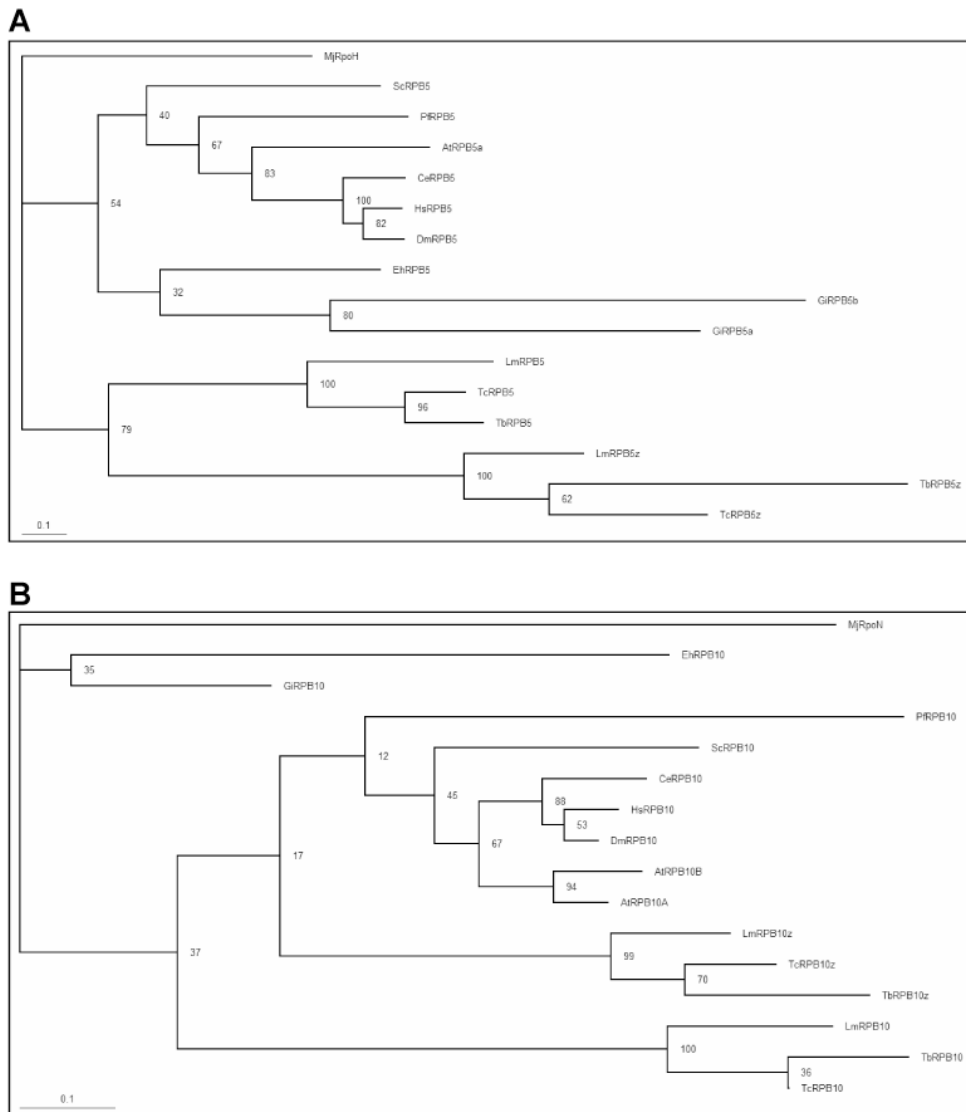 A
MjRpoH
ScRPB5
40
PfRPB5
67
AtRPB5a
83
CeRPB5
100
HsRPB5
54
82
DmRPB5
EhRPB5
32
GiRPB5b
80
GiRPB5a
LmRPB5
100
TcRPB5
96
TbRPB5
79
LmRPB5z
100
TbRPB5z
62
TcRPB5z
0.1
B
MjRpoN
EhRPB10
35
GiRPB10
PfRPB10
12
ScRPB10
45
CeRPB10
88
HsRPB10
53
DmRPB10
67
17
AtRPB10B
94
AtRPB10A
LmRPB10z
37
99
TcRPB10z
70
TbRPB10z
LmRPB10
100
TbRPB10
36
TcRPB10
0.1